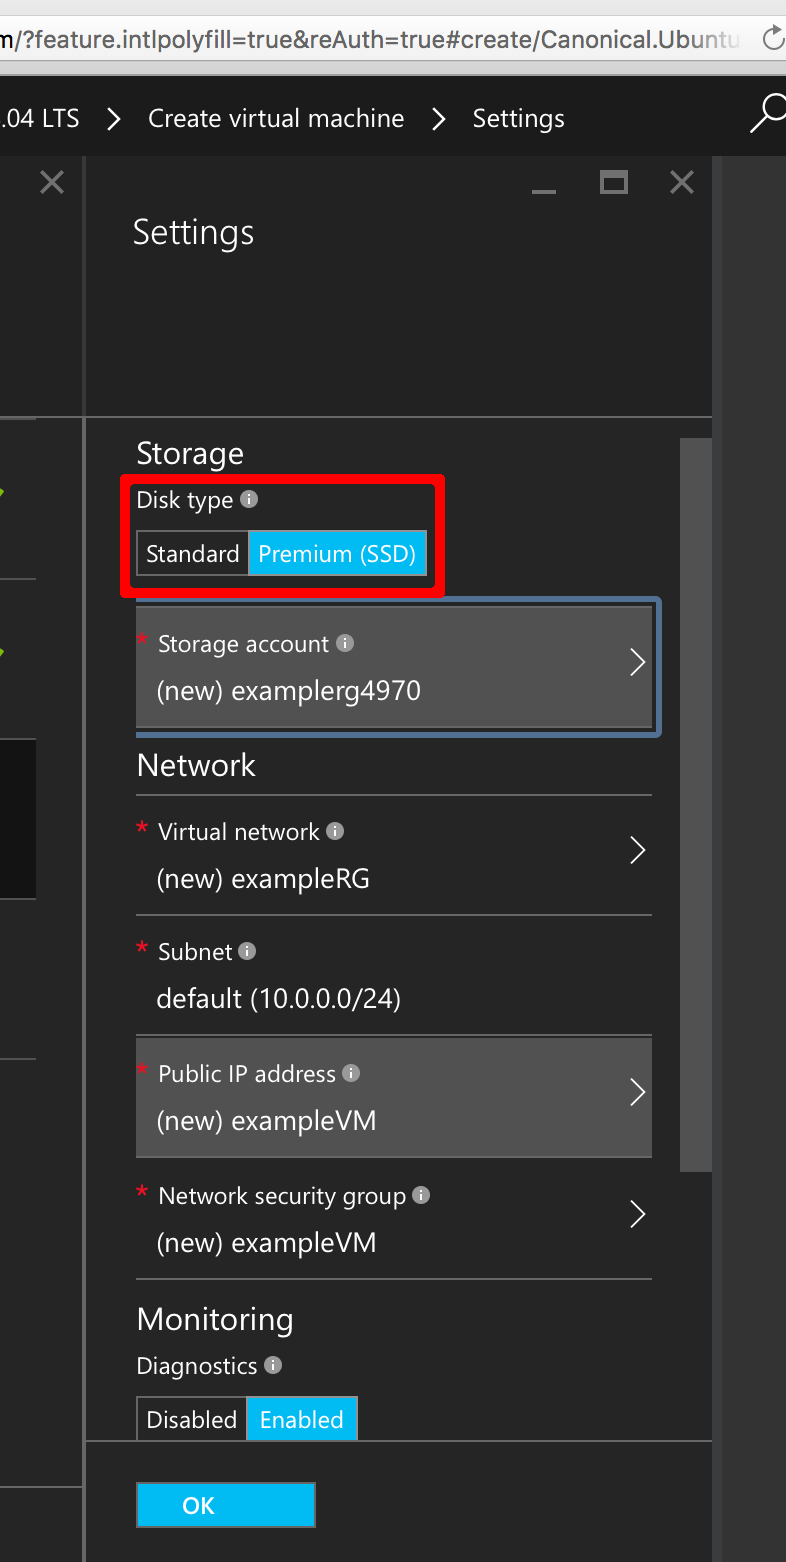 m/?feature.intlpolyfill=true&reAuth=true#create/Canonical.Ubuntu
.04 LTS > Create virtual machine > Settings
Settings
Storage
Disk type
Standard Premium (SSD)
* Storage account
(new) examplerg4970
Network
* Virtual network
(new) exampleRG
* Subnet
default (10.0.0.0/24)
* Public IP address
(new) exampleVM
* Network security group
(new) exampleVM
Monitoring
Diagnostics
Disabled Enabled
OK